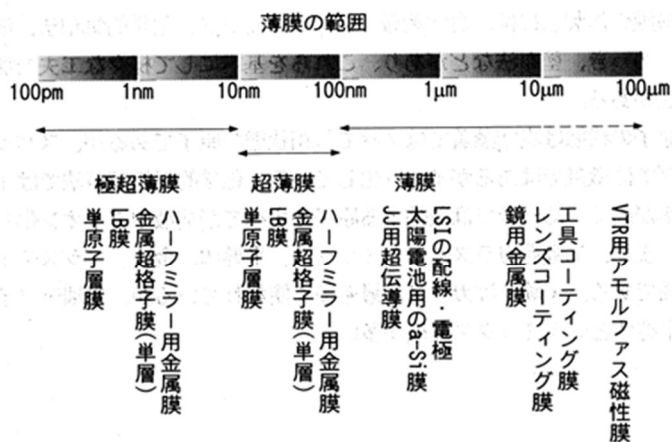 薄膜の範囲
100pm 1nm 10nm 100nm 1μm 10μm 100μm
極超薄膜
超薄膜
薄膜
単原子層膜
LB膜
金属超格子膜(単層)
ハーフミラー用金属膜
単原子層膜
LB膜
金属超格子膜(単層)
ハーフミラー用金属膜
JJ用超伝導膜
太陽電池用のa-Si膜
LSIの配線・電極
鏡用金属膜
レンズコーティング膜
工具コーティング膜
VTR用アモルファス磁性膜